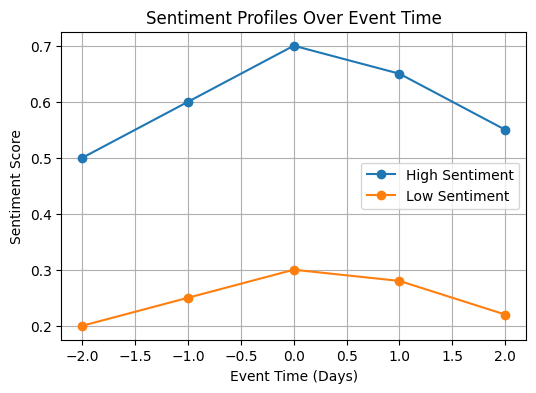 Sentiment Profiles Over Event Time
Sentiment Score
0.7
0.6
0.5
0.4
0.3
0.2
High Sentiment
Low Sentiment
−2.0 −1.5 −1.0 −0.5 0.0 0.5 1.0 1.5 2.0
Event Time (Days)